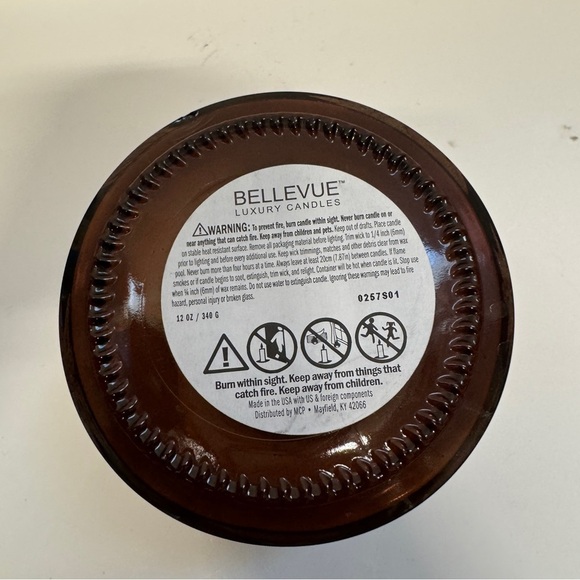 BELLEVUE™
LUXURY CANDLES
⚠WARNING: To prevent fire, burn candle within sight. Never burn candle on or
near anything that can catch fire. Keep away from children and pets. Keep out of drafts. Place candle
on stable heat resistant surface. Remove all packaging material before lighting. Trim wick to 1/4 inch (6mm)
prior to lighting and before every additional use. Keep wick trimmings, matches and other debris clear from wax
pool. Never burn more than four hours at a time. Always leave at least 20cm (7.87in) between candles. If flame
smokes or if candle begins to soot, extinguish, trim wick, and relight. Container will be hot when candle is lit. Stop use
when ¼ inch (6mm) of wax remains. Do not use water to extinguish candle. Ignoring these warnings may lead to fire
hazard, personal injury or broken glass.
0257S01
12 OZ / 340 G
Burn within sight. Keep away from things that
catch fire. Keep away from children.
Made in the USA with US & foreign components
Distributed by MCP • Mayfield, KY 42066